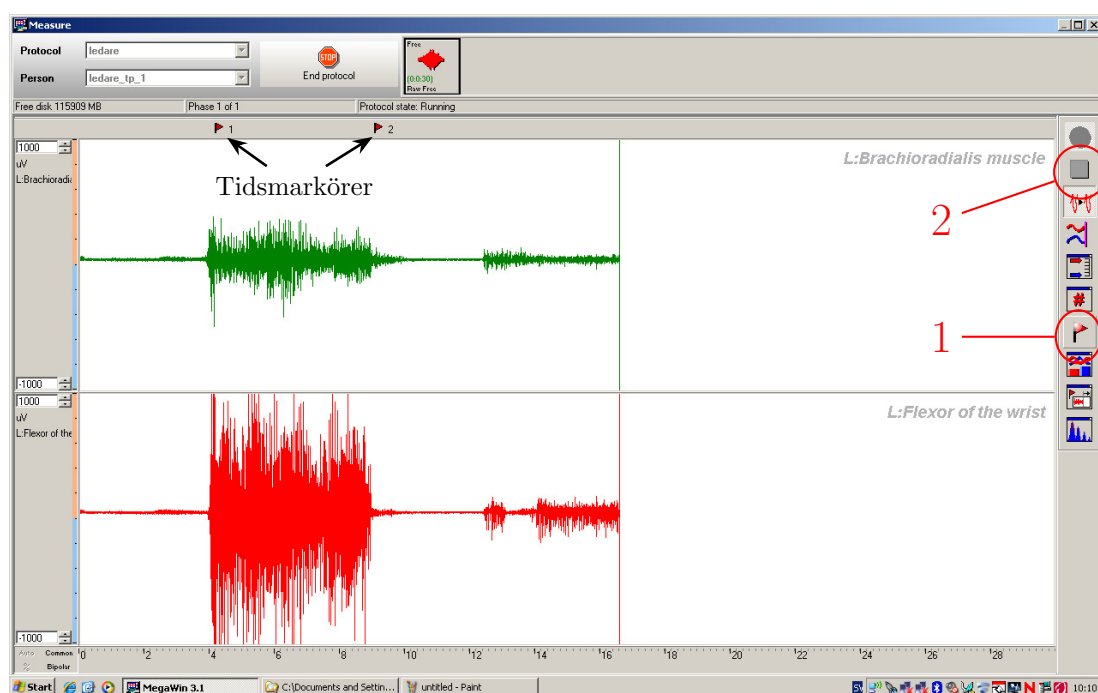 Measure
Protocol
ledare
Person
ledare_tp_1
STOP
End protocol
Free
(0:0:30)
Raw Free
Free disk 115909 MB
Phase 1 of 1
Protocol state: Running
1
2
Tidsmarkörer
1000
uV
L:Brachioradia
-1000
L:Brachioradialis muscle
2
#
1
1000
uV
L:Flexor of the
-1000
L:Flexor of the wrist
Auto Common
% Bipolar
0 2 4 6 8 10 12 14 16 18 20 22 24 26 28
Start
MegaWin 3.1
C:\Documents and Settin...
untitled - Paint
SV
N
10:10